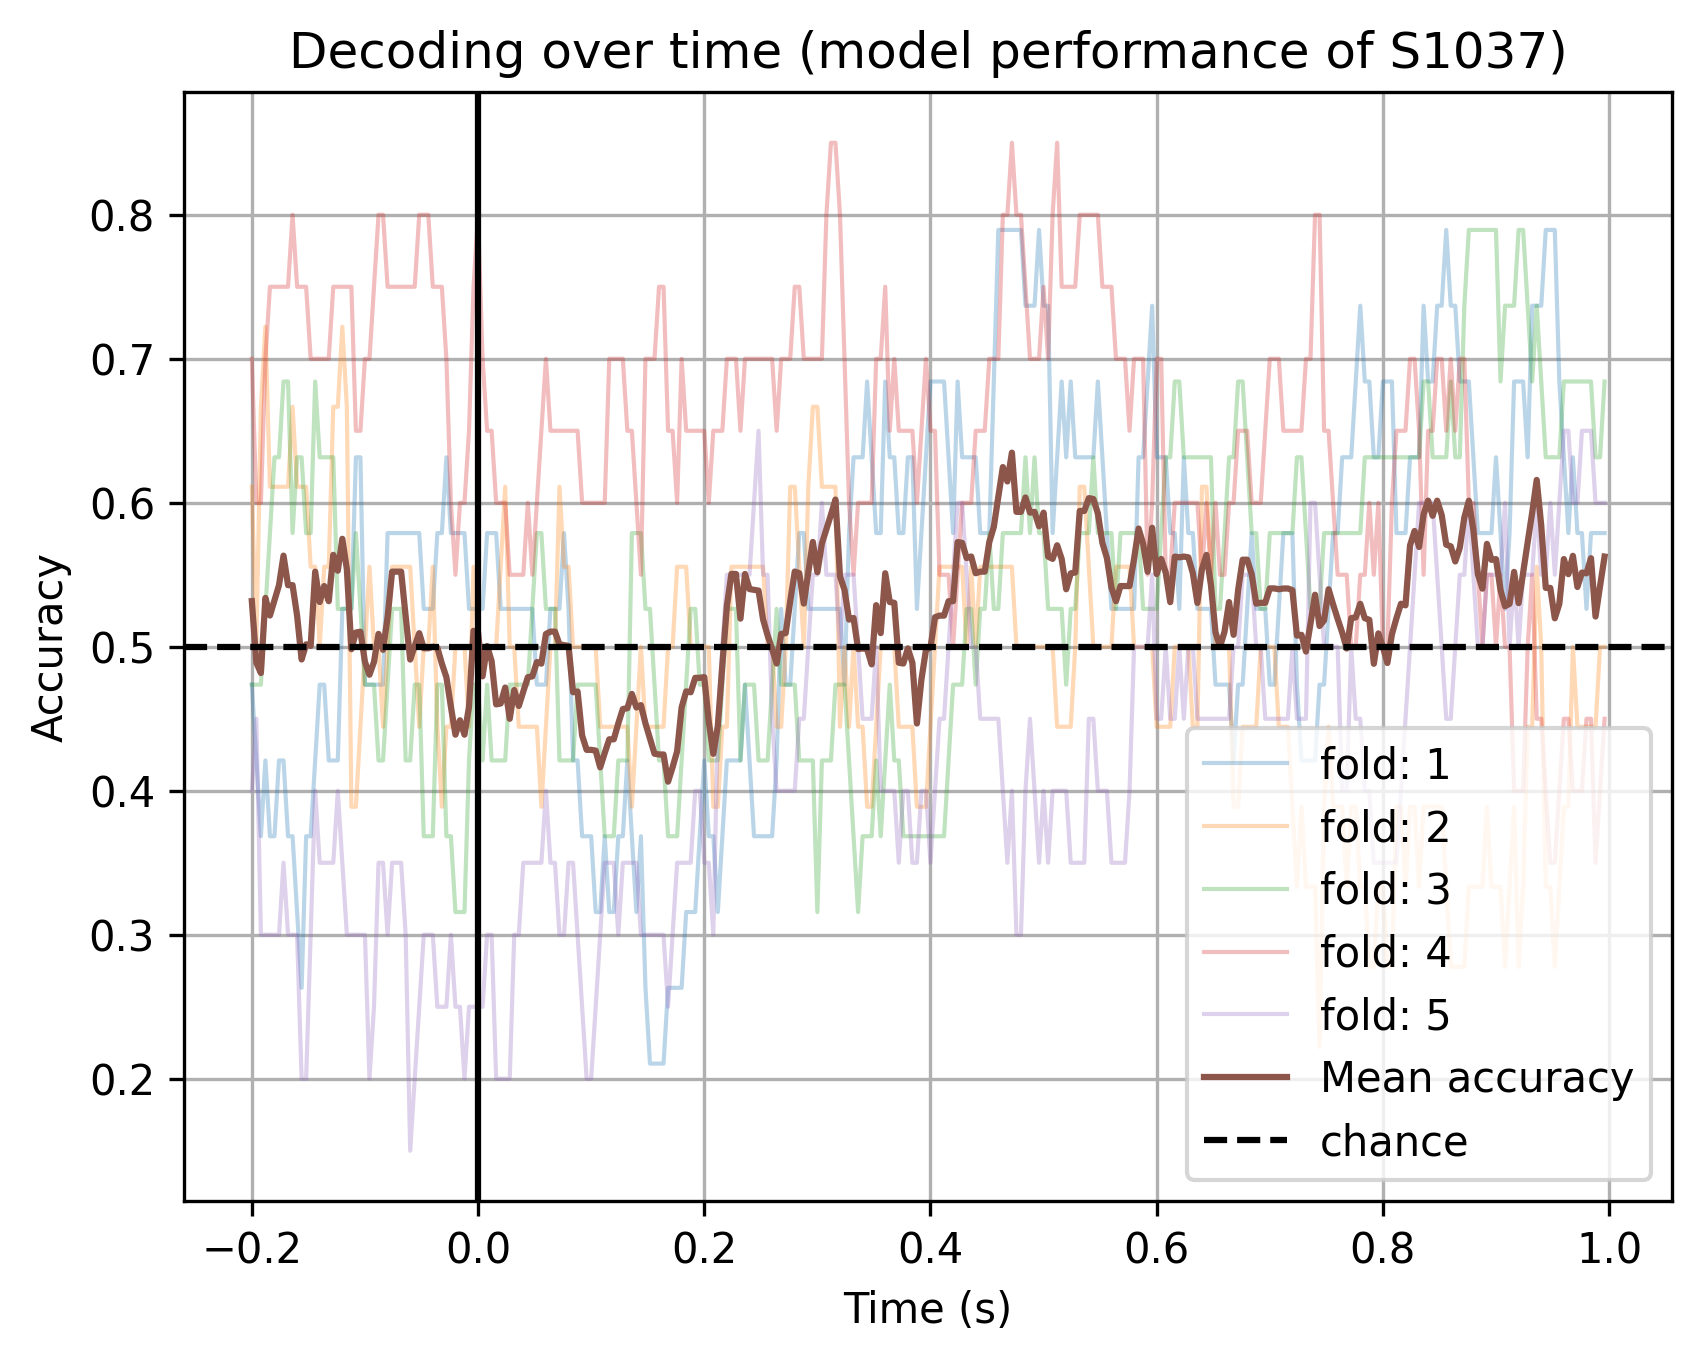 Decoding over time (model performance of S1037)
Accuracy
0.8
0.7
0.6
0.5
0.4
0.3
0.2
fold: 1
fold: 2
fold: 3
fold: 4
fold: 5
Mean accuracy
chance
−0.2 0.0 0.2 0.4 0.6 0.8 1.0
Time (s)